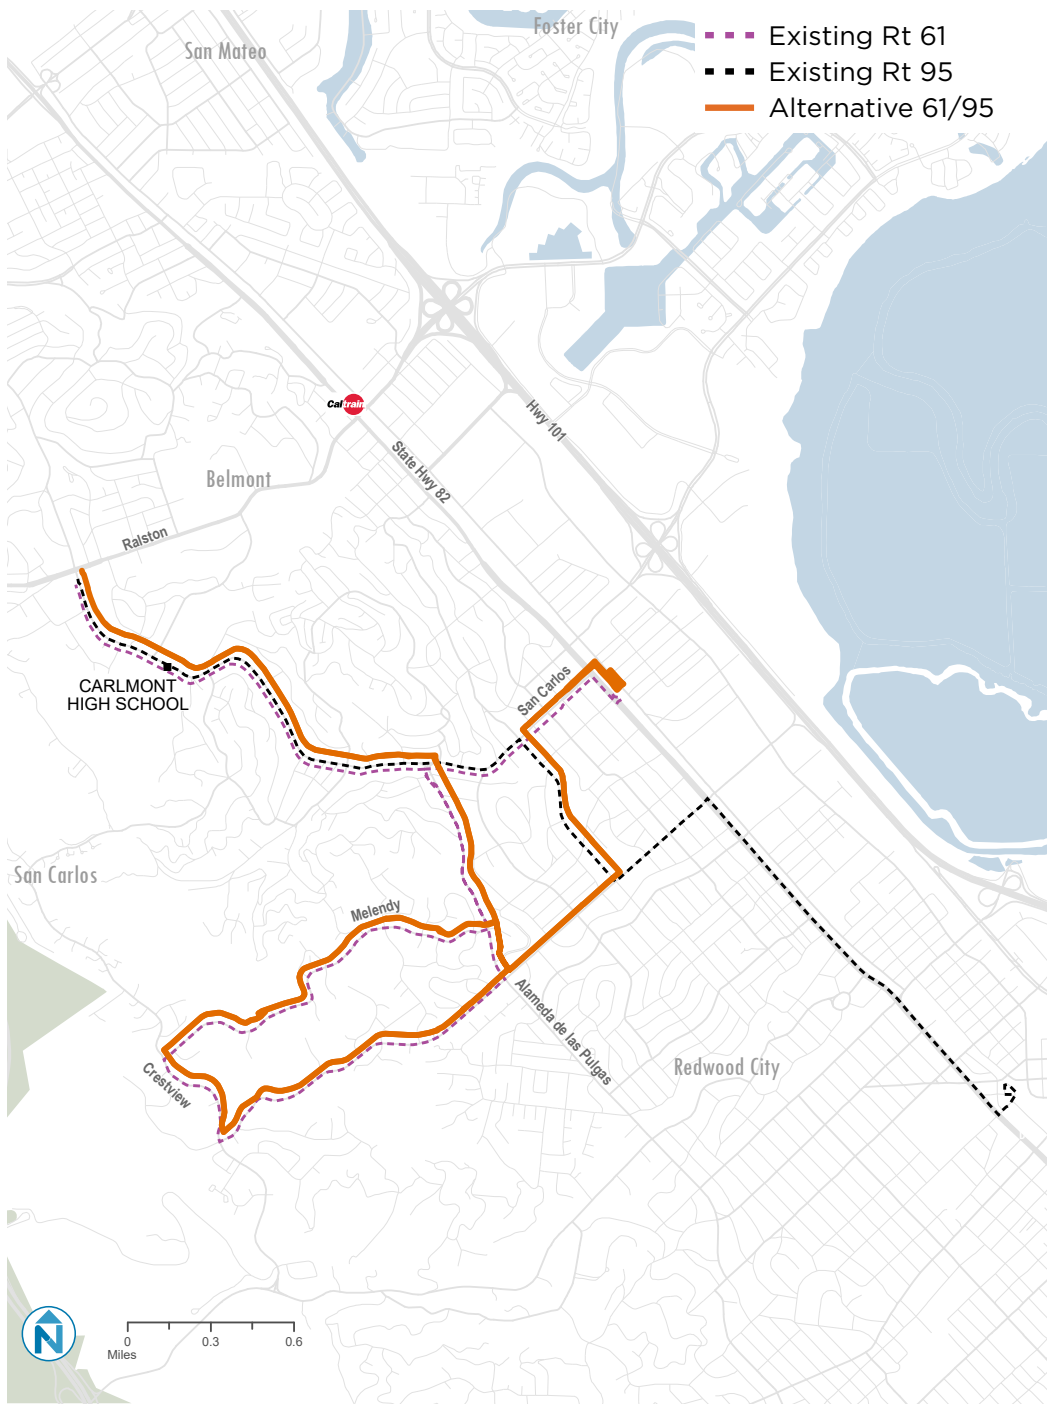 Foster City
San Mateo
Existing Rt 61
Existing Rt 95
Alternative 61/95
Caltrain
Hwy 101
State Hwy 82
Belmont
Ralston
CARLMONT
HIGH SCHOOL
San Carlos
San Carlos
Melendy
Alameda de las Pulgas
Crestview
Redwood City
N
0 0.3 0.6
Miles